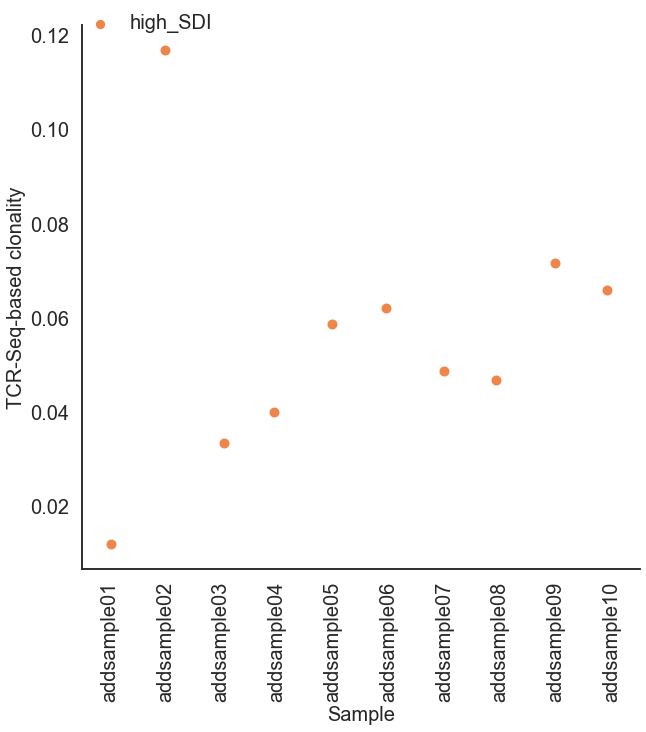 high_SDI
0.12
0.10
0.08
0.06
0.04
0.02
TCR-Seq-based clonality
addsample01
addsample02
addsample03
addsample04
addsample05
addsample06
addsample07
addsample08
addsample09
addsample10
Sample